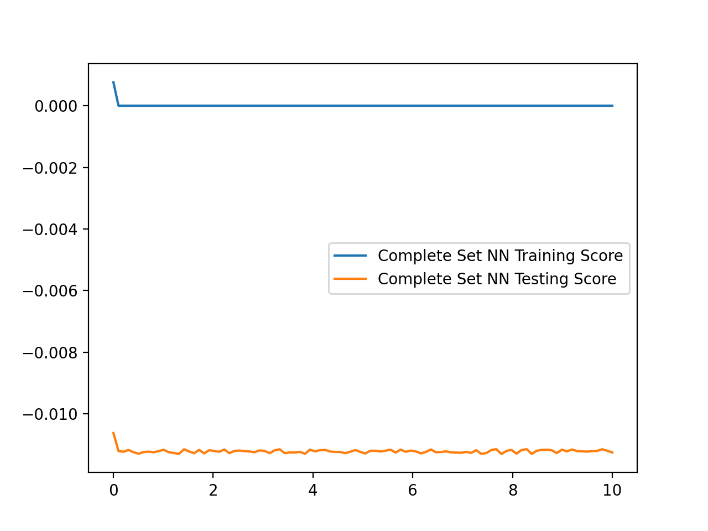 0.000
−0.002
−0.004
−0.006
−0.008
−0.010
Complete Set NN Training Score
Complete Set NN Testing Score
0 2 4 6 8 10